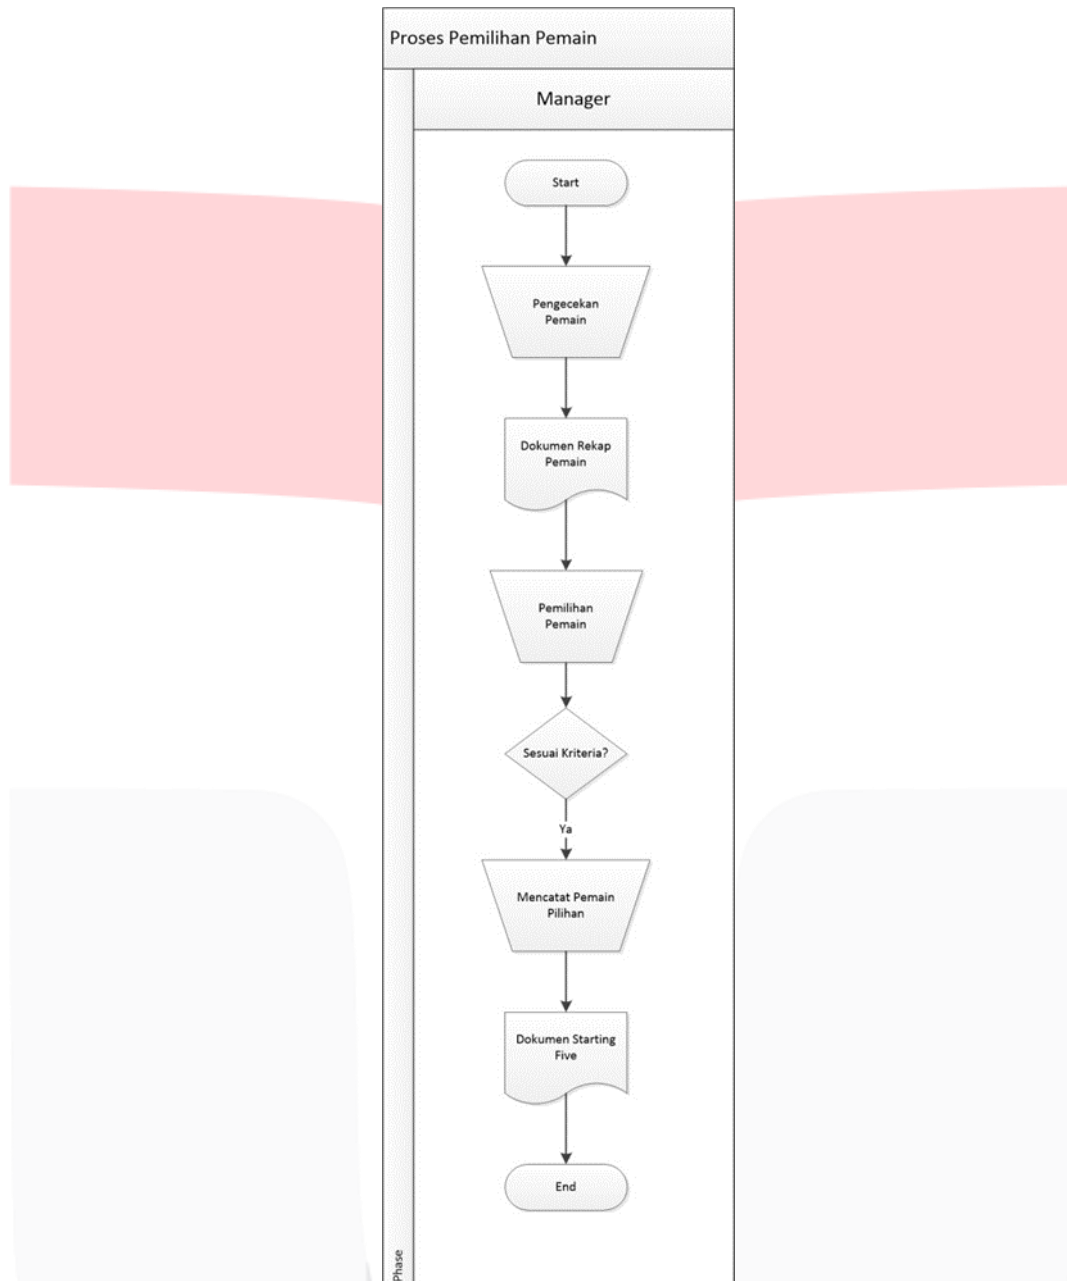 Proses Pemilihan Pemain
Manager
Start
Pengecekan
Pemain
Dokumen Rekap
Pemain
Pemilihan
Pemain
Sesuai Kriteria?
Ya
Mencatat Pemain
Pilihan
Dokumen Starting
Five
End
Phase